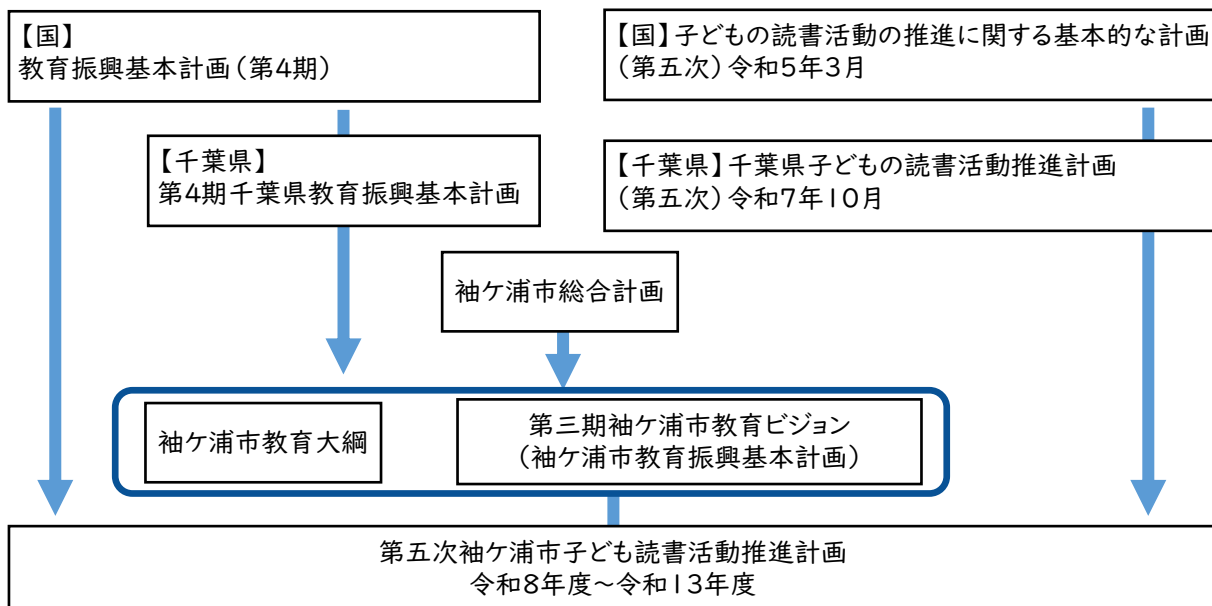 【国】
教育振興基本計画(第4期)
【国】子どもの読書活動の推進に関する基本的な計画
(第五次)令和5年3月
【千葉県】
第4期千葉県教育振興基本計画
【千葉県】千葉県子どもの読書活動推進計画
(第五次)令和7年10月
袖ケ浦市総合計画
袖ケ浦市教育大綱
第三期袖ケ浦市教育ビジョン
(袖ケ浦市教育振興基本計画)
第五次袖ケ浦市子ども読書活動推進計画
令和8年度~令和13年度